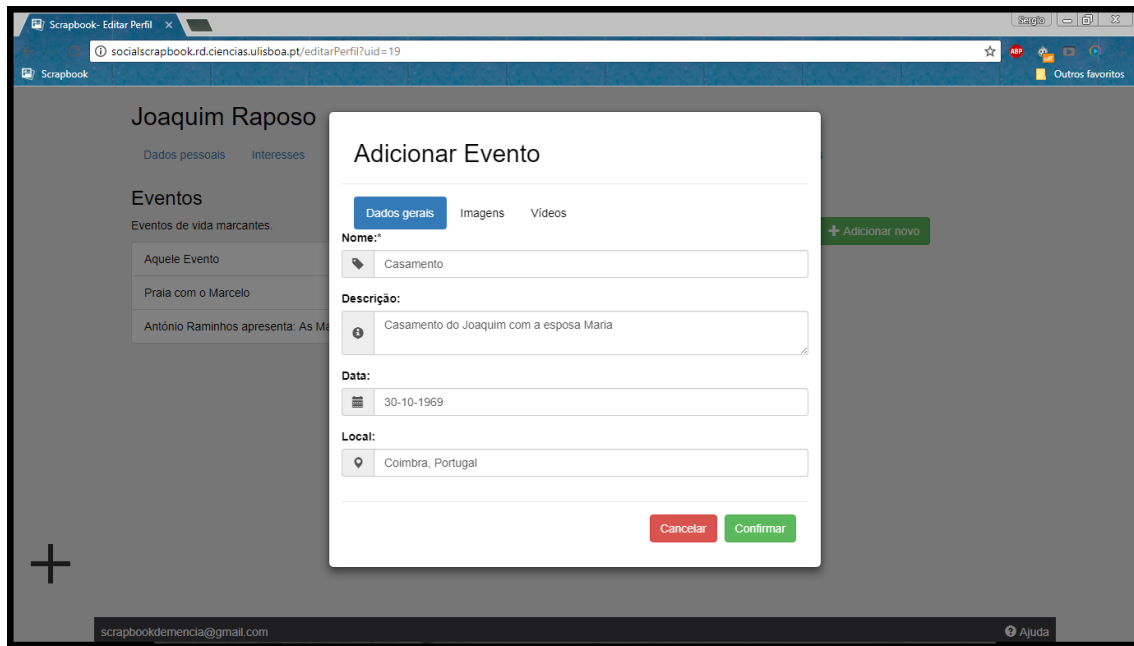 Scrapbook- Editar Perfil
Sergio
socialscrapbook.rd.ciencias.ulisboa.pt/editarPerfil?uid=19
ABP
off
Scrapbook
Outros favoritos
Joaquim Raposo
Dados pessoais Interesses
Eventos
Eventos de vida marcantes.
Adicionar novo
Aquele Evento
Praia com o Marcelo
António Raminhos apresenta: As Ma
Adicionar Evento
Dados gerais Imagens Vídeos
Nome:*
Casamento
Descrição:
Casamento do Joaquim com a esposa Maria
Data:
30-10-1969
Local:
Coimbra, Portugal
Cancelar Confirmar
scrapbookdemencia@gmail.com
Ajuda